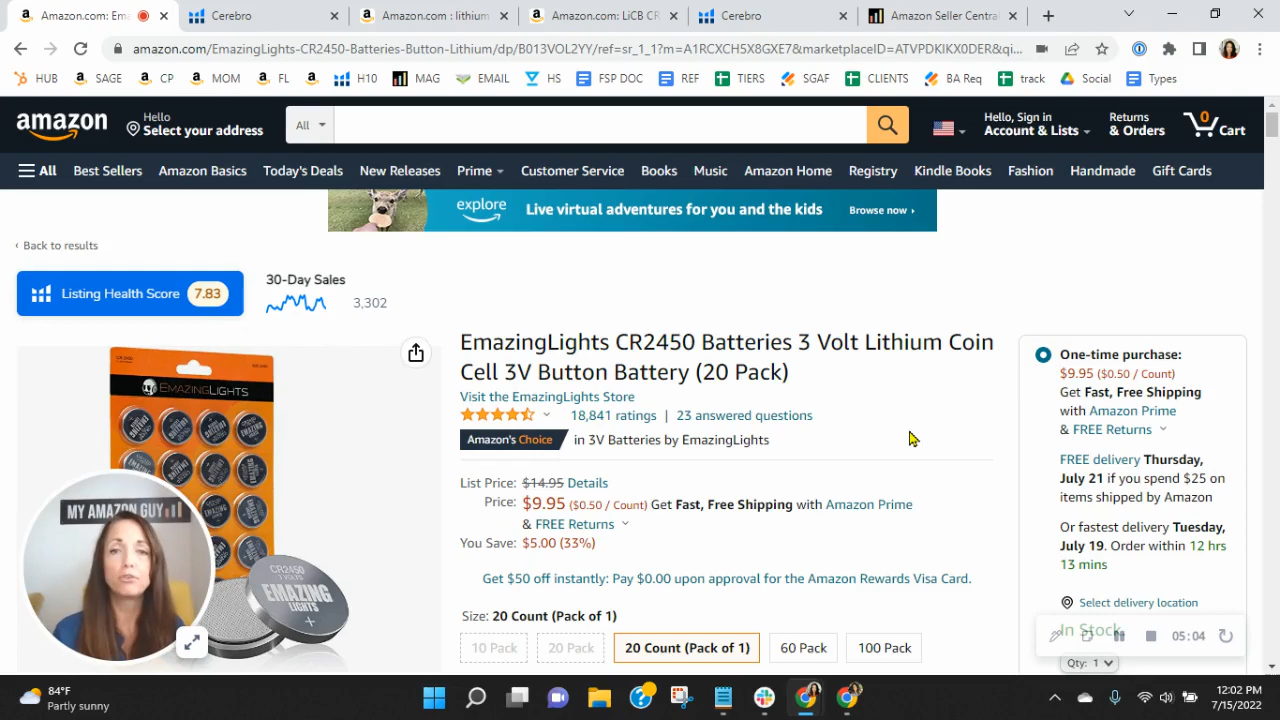 Amazon.com: Ema
Cerebro
Amazon.com : lithium
Amazon.com: LiCB CR
Cerebro
Amazon Seller Centra
amazon.com/EmazingLights-CR2450-Batteries-Button-Lithium/dp/B013VOL2YY/ref=sr_1_1?m=A1RCXCH5X8GXE7&marketplaceID=ATVPDKIKX0DER&qi...
HUB
SAGE
CP
MOM
FL
H10
MAG
EMAIL
HS
FSP DOC
REF
TIERS
SGAF
CLIENTS
BA Req
track
Social
Types
amazon
Hello
Select your address
All
Hello, Sign in
Account & Lists
Returns
& Orders
0
Cart
All
Best Sellers
Amazon Basics
Today's Deals
New Releases
Prime
Customer Service
Books
Music
Amazon Home
Registry
Kindle Books
Fashion
Handmade
Gift Cards
explore
Live virtual adventures for you and the kids
Browse now ›
‹ Back to results
Listing Health Score 7.83
30-Day Sales
3,302
EmazingLights CR2450 Batteries 3 Volt Lithium Coin
Cell 3V Button Battery (20 Pack)
Visit the EmazingLights Store
18,841 ratings | 23 answered questions
Amazon's Choice in 3V Batteries by EmazingLights
List Price: $14.95 Details
Price: $9.95 ($0.50 / Count) Get Fast, Free Shipping with Amazon Prime
& FREE Returns
You Save: $5.00 (33%)
Get $50 off instantly: Pay $0.00 upon approval for the Amazon Rewards Visa Card.
Size: 20 Count (Pack of 1)
10 Pack
20 Pack
20 Count (Pack of 1)
60 Pack
100 Pack
One-time purchase:
$9.95 ($0.50 / Count)
Get Fast, Free Shipping
with Amazon Prime
& FREE Returns
FREE delivery Thursday,
July 21 if you spend $25 on
items shipped by Amazon
Or fastest delivery Tuesday,
July 19. Order within 12 hrs
13 mins
Select delivery location
In Stock
05:04
Qty: 1
EMAZINGLIGHTS
CR2450
3 VOLTS
EMAZING
LIGHTS
+
MY AMAZON GUY
84°F
Partly sunny
12:02 PM
7/15/2022